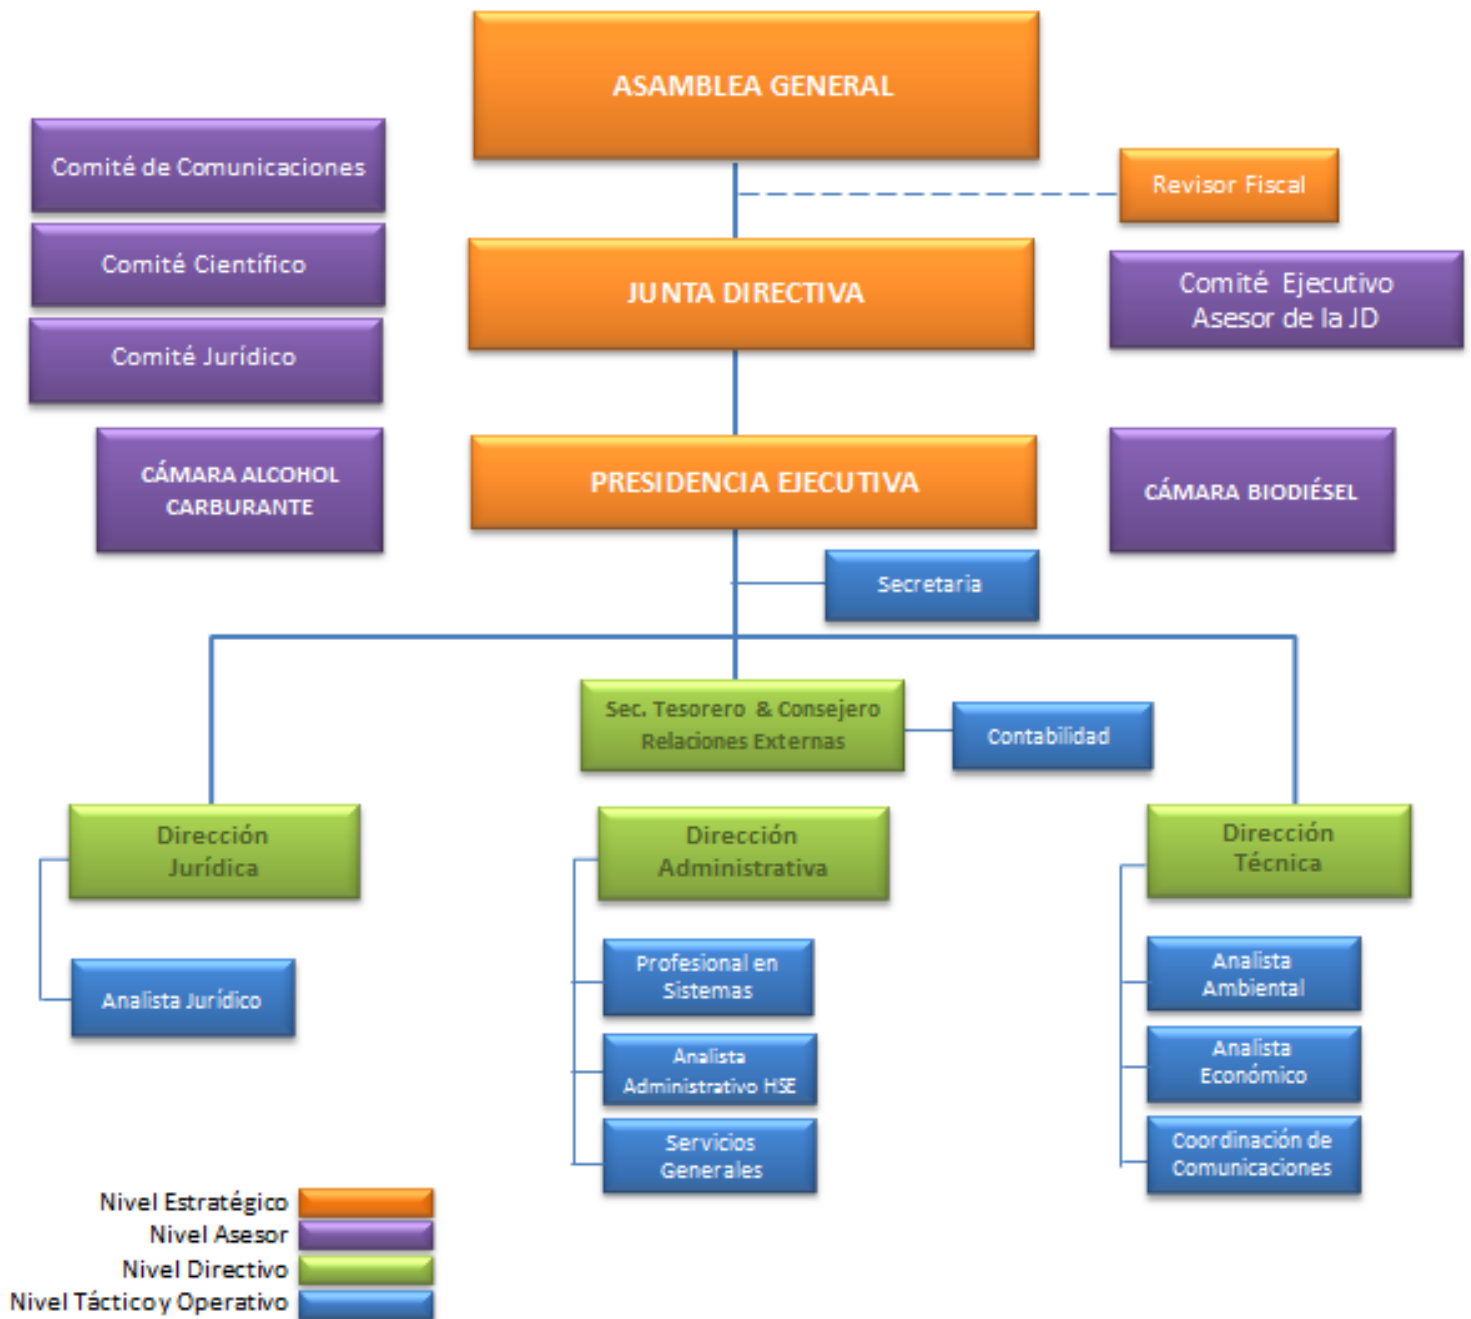 ASAMBLEA GENERAL
Comité de Comunicaciones
Revisor Fiscal
Comité Científico
JUNTA DIRECTIVA
Comité Ejecutivo
Asesor de la JD
Comité Jurídico
CÁMARA ALCOHOL
CARBURANTE
PRESIDENCIA EJECUTIVA
CÁMARA BIODIÉSEL
Secretaria
Sec. Tesorero & Consejero
Relaciones Externas
Contabilidad
Dirección
Jurídica
Dirección
Administrativa
Dirección
Técnica
Analista Jurídico
Profesional en
Sistemas
Analista
Administrativo HSE
Servicios
Generales
Analista
Ambiental
Analista
Económico
Coordinación de
Comunicaciones
Nivel Estratégico
Nivel Asesor
Nivel Directivo
Nivel Táctico y Operativo